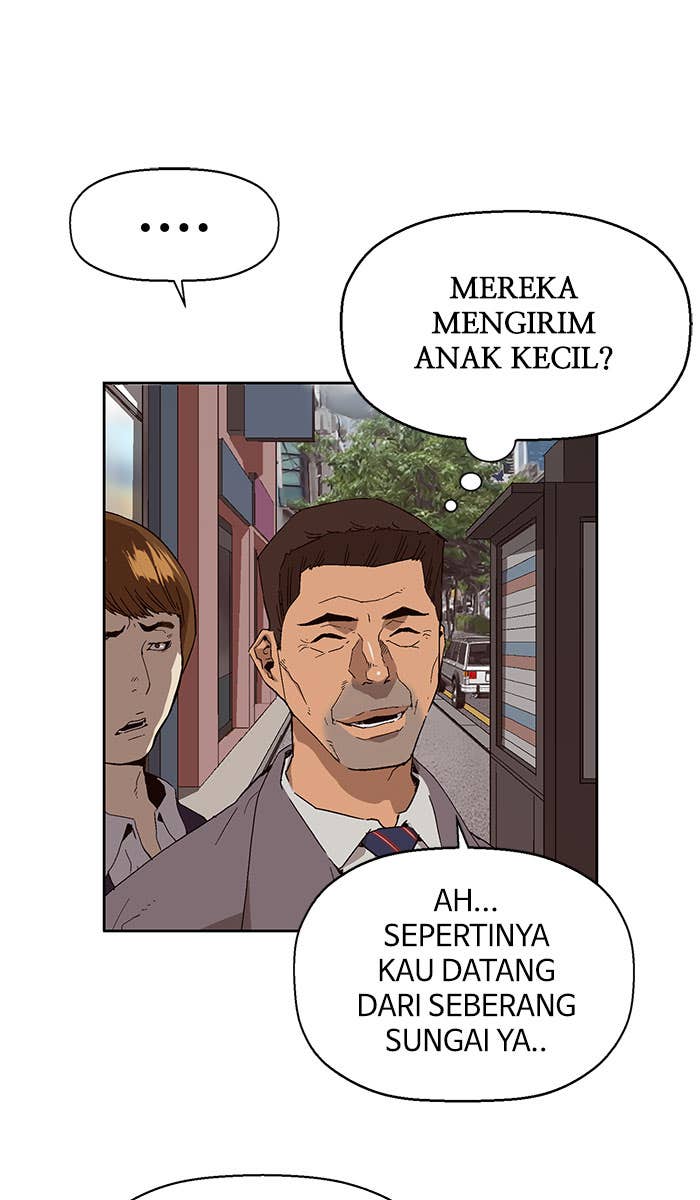 ....
MEREKA
MENGIRIM
ANAK KECIL?
AH...
SEPERTINYA
KAU DATANG
DARI SEBERANG
SUNGAI YA..